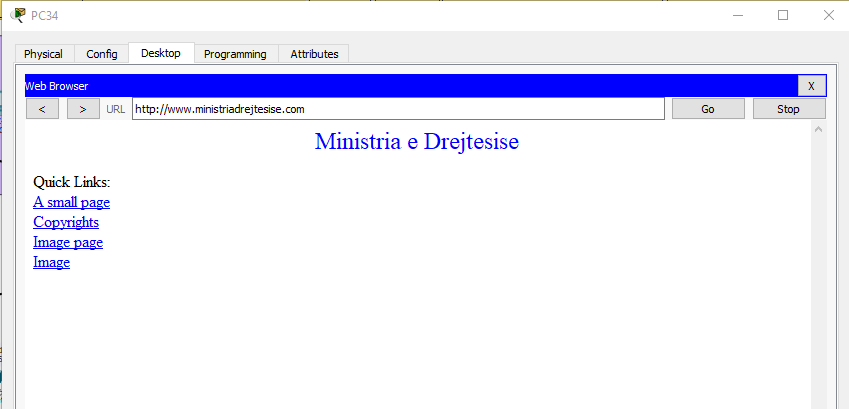 PC34
Physical Config Desktop Programming Attributes
Web Browser X
< > URL http://www.ministriadrejtesise.com Go Stop
Ministria e Drejtesise
Quick Links:
A small page
Copyrights
Image page
Image